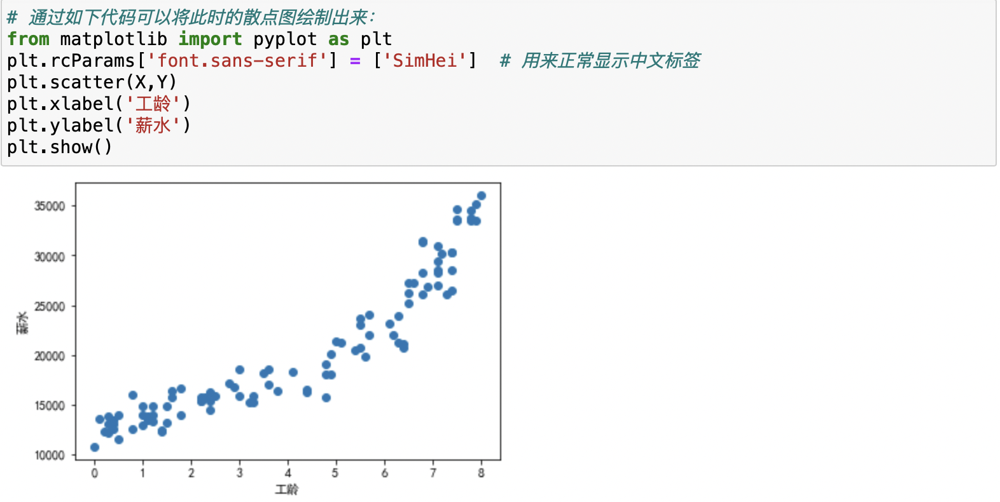 # 通过如下代码可以将此时的散点图绘制出来：
from matplotlib import pyplot as plt
plt.rcParams['font.sans-serif'] = ['SimHei']  # 用来正常显示中文标签
plt.scatter(X,Y)
plt.xlabel('工龄')
plt.ylabel('薪水')
plt.show()
35000
30000
25000
薪水
20000
15000
10000
0 1 2 3 4 5 6 7 8
工龄